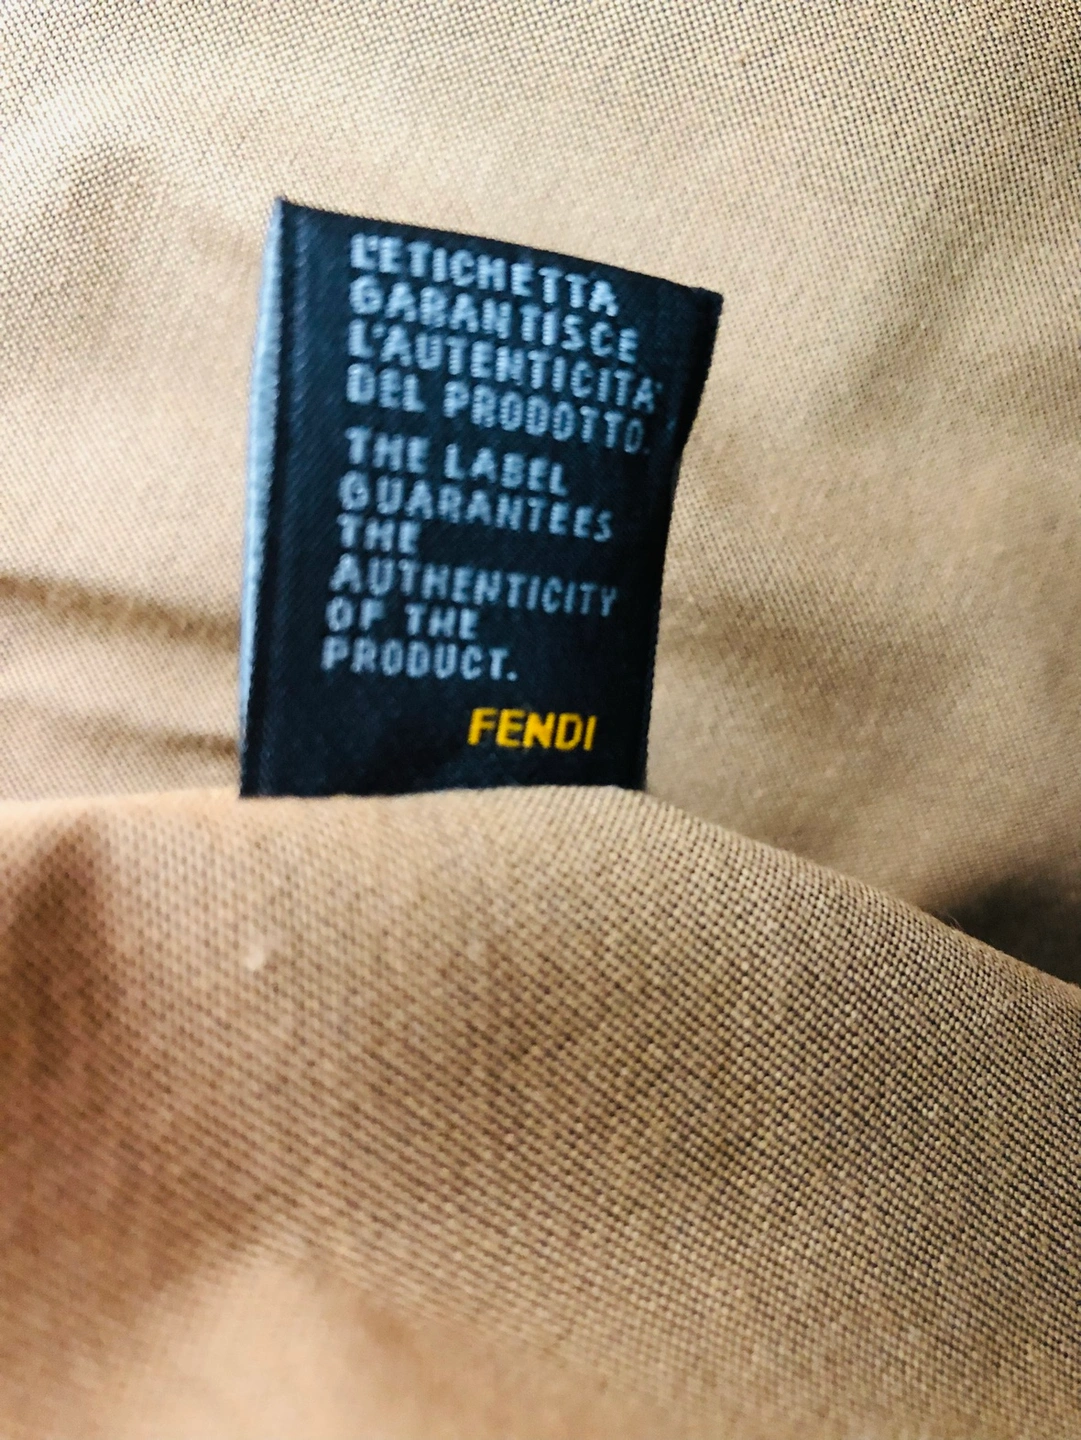 L'ETICHETTA
GARANTISCE
L'AUTENTICITA'
DEL PRODOTTO.
THE LABEL
GUARANTEES
THE
AUTHENTICITY
OF THE
PRODUCT.
FENDI